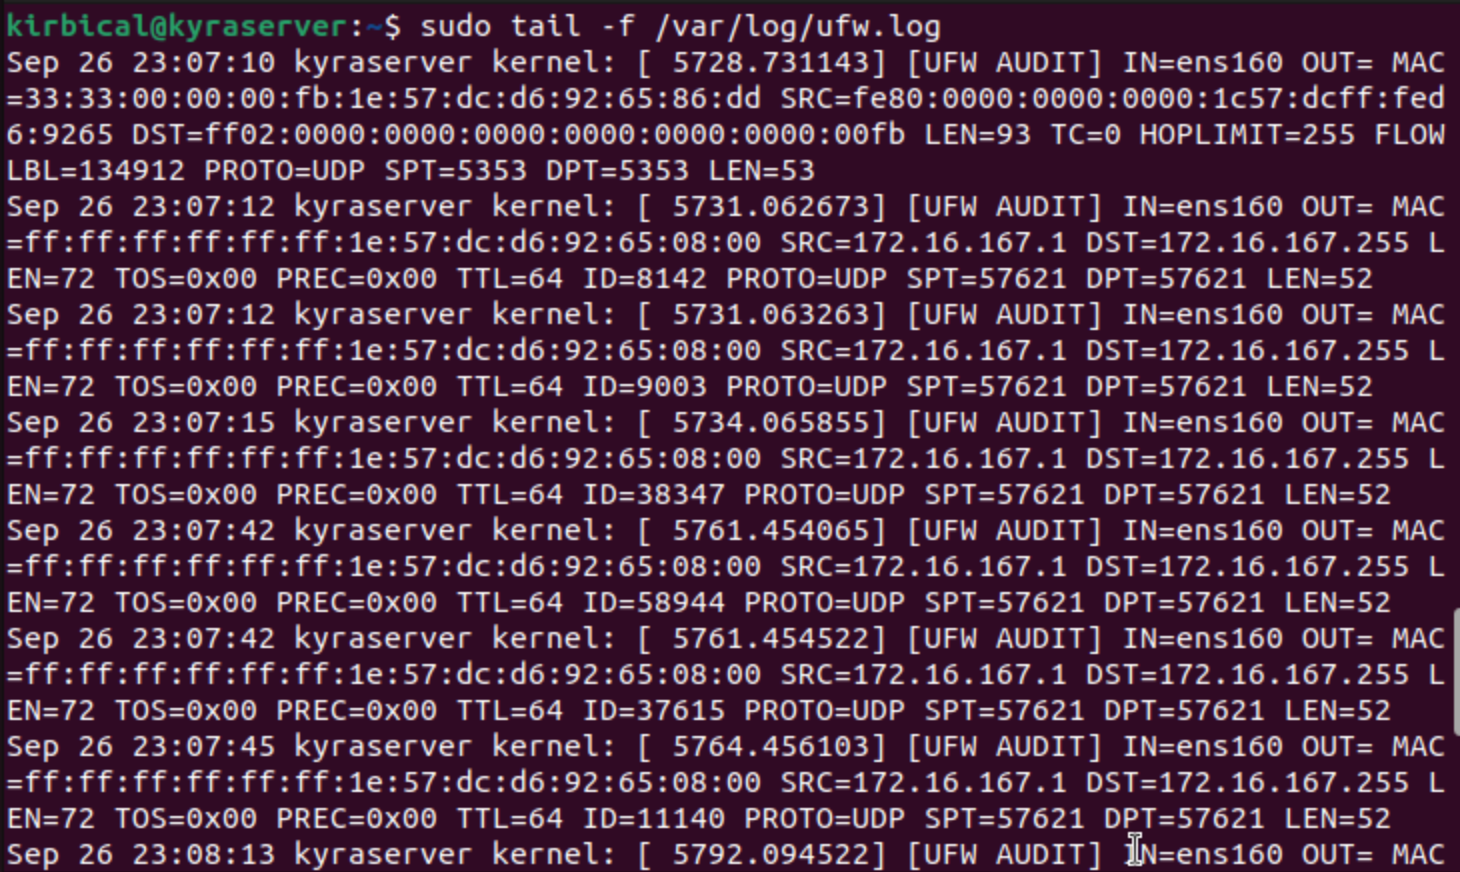 kirbical@kyraserver:~$ sudo tail -f /var/log/ufw.log
Sep 26 23:07:10 kyraserver kernel: [ 5728.731143] [UFW AUDIT] IN=ens160 OUT= MAC
=33:33:00:00:00:fb:1e:57:dc:d6:92:65:86:dd SRC=fe80:0000:0000:0000:1c57:dcff:fed
6:9265 DST=ff02:0000:0000:0000:0000:0000:0000:00fb LEN=93 TC=0 HOPLIMIT=255 FLOW
LBL=134912 PROTO=UDP SPT=5353 DPT=5353 LEN=53
Sep 26 23:07:12 kyraserver kernel: [ 5731.062673] [UFW AUDIT] IN=ens160 OUT= MAC
=ff:ff:ff:ff:ff:ff:1e:57:dc:d6:92:65:08:00 SRC=172.16.167.1 DST=172.16.167.255 L
EN=72 TOS=0x00 PREC=0x00 TTL=64 ID=8142 PROTO=UDP SPT=57621 DPT=57621 LEN=52
Sep 26 23:07:12 kyraserver kernel: [ 5731.063263] [UFW AUDIT] IN=ens160 OUT= MAC
=ff:ff:ff:ff:ff:ff:1e:57:dc:d6:92:65:08:00 SRC=172.16.167.1 DST=172.16.167.255 L
EN=72 TOS=0x00 PREC=0x00 TTL=64 ID=9003 PROTO=UDP SPT=57621 DPT=57621 LEN=52
Sep 26 23:07:15 kyraserver kernel: [ 5734.065855] [UFW AUDIT] IN=ens160 OUT= MAC
=ff:ff:ff:ff:ff:ff:1e:57:dc:d6:92:65:08:00 SRC=172.16.167.1 DST=172.16.167.255 L
EN=72 TOS=0x00 PREC=0x00 TTL=64 ID=38347 PROTO=UDP SPT=57621 DPT=57621 LEN=52
Sep 26 23:07:42 kyraserver kernel: [ 5761.454065] [UFW AUDIT] IN=ens160 OUT= MAC
=ff:ff:ff:ff:ff:ff:1e:57:dc:d6:92:65:08:00 SRC=172.16.167.1 DST=172.16.167.255 L
EN=72 TOS=0x00 PREC=0x00 TTL=64 ID=58944 PROTO=UDP SPT=57621 DPT=57621 LEN=52
Sep 26 23:07:42 kyraserver kernel: [ 5761.454522] [UFW AUDIT] IN=ens160 OUT= MAC
=ff:ff:ff:ff:ff:ff:1e:57:dc:d6:92:65:08:00 SRC=172.16.167.1 DST=172.16.167.255 L
EN=72 TOS=0x00 PREC=0x00 TTL=64 ID=37615 PROTO=UDP SPT=57621 DPT=57621 LEN=52
Sep 26 23:07:45 kyraserver kernel: [ 5764.456103] [UFW AUDIT] IN=ens160 OUT= MAC
=ff:ff:ff:ff:ff:ff:1e:57:dc:d6:92:65:08:00 SRC=172.16.167.1 DST=172.16.167.255 L
EN=72 TOS=0x00 PREC=0x00 TTL=64 ID=11140 PROTO=UDP SPT=57621 DPT=57621 LEN=52
Sep 26 23:08:13 kyraserver kernel: [ 5792.094522] [UFW AUDIT] IN=ens160 OUT= MAC